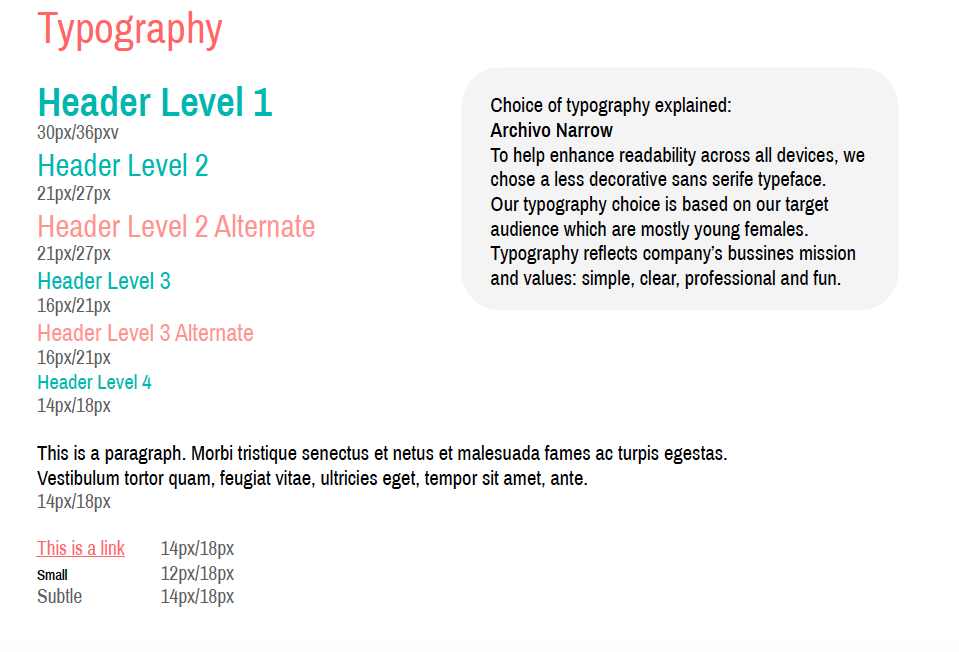 Typography
Header Level 1
30px/36pxv
Header Level 2
21px/27px
Header Level 2 Alternate
21px/27px
Header Level 3
16px/21px
Header Level 3 Alternate
16px/21px
Header Level 4
14px/18px
Choice of typography explained:
Archivo Narrow
To help enhance readability across all devices, we
chose a less decorative sans serife typeface.
Our typography choice is based on our target
audience which are mostly young females.
Typography reflects company’s bussines mission
and values: simple, clear, professional and fun.
This is a paragraph. Morbi tristique senectus et netus et malesuada fames ac turpis egestas.
Vestibulum tortor quam, feugiat vitae, ultricies eget, tempor sit amet, ante.
14px/18px
This is a link 14px/18px
Small 12px/18px
Subtle 14px/18px